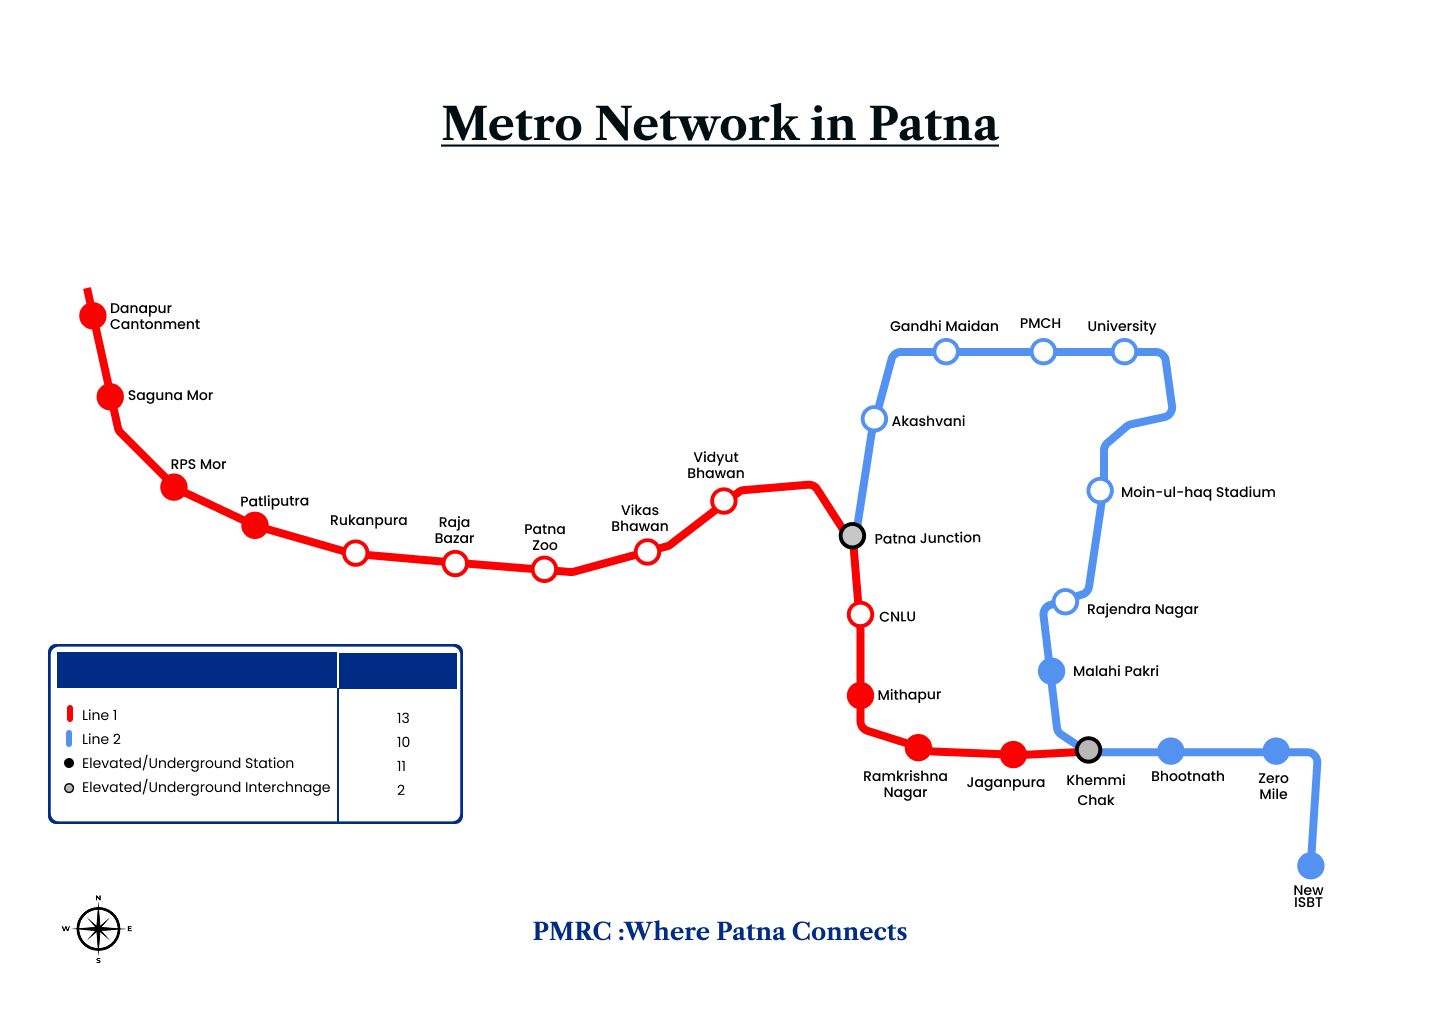 Metro Network in Patna
Danapur
Cantonment
Saguna Mor
RPS Mor
Patliputra
Rukanpura
Raja
Bazar
Patna
Zoo
Vikas
Bhawan
Vidyut
Bhawan
Gandhi Maidan
PMCH
University
Akashvani
Moin-ul-haq Stadium
Patna Junction
Rajendra Nagar
CNLU
Malahi Pakri
Mithapur
Ramkrishna
Nagar
Jaganpura
Khemmi
Chak
Bhootnath
Zero
Mile
New
ISBT
Line 1 13
Line 2 10
Elevated/Underground Station 11
Elevated/Underground Interchnage 2
N
W E
S
PMRC :Where Patna Connects